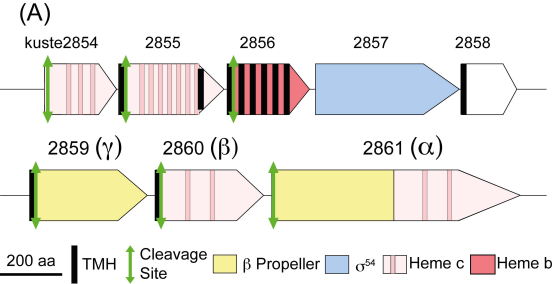 (A)
kuste2854 2855 2856 2857 2858
2859 (γ) 2860 (β) 2861 (α)
200 aa TMH Cleavage Site β Propeller σ⁵⁴ Heme c Heme b